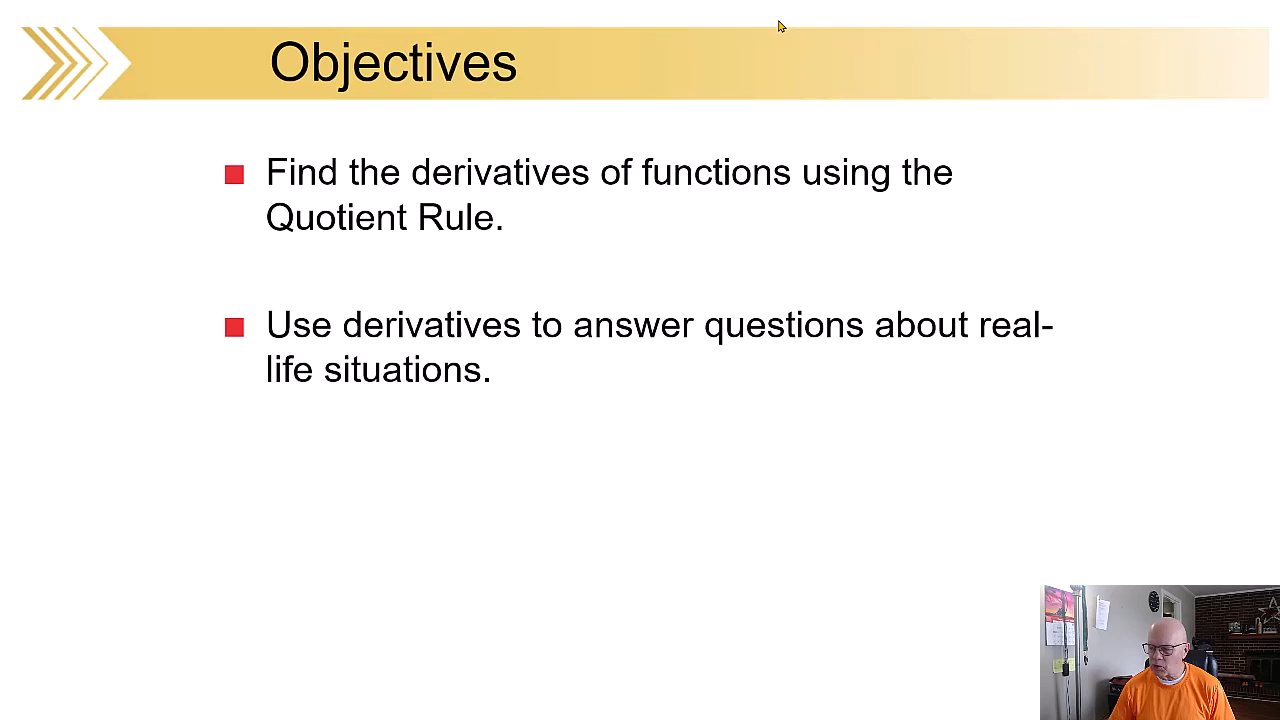 Objectives
Find the derivatives of functions using the
Quotient Rule.
Use derivatives to answer questions about real-
life situations.